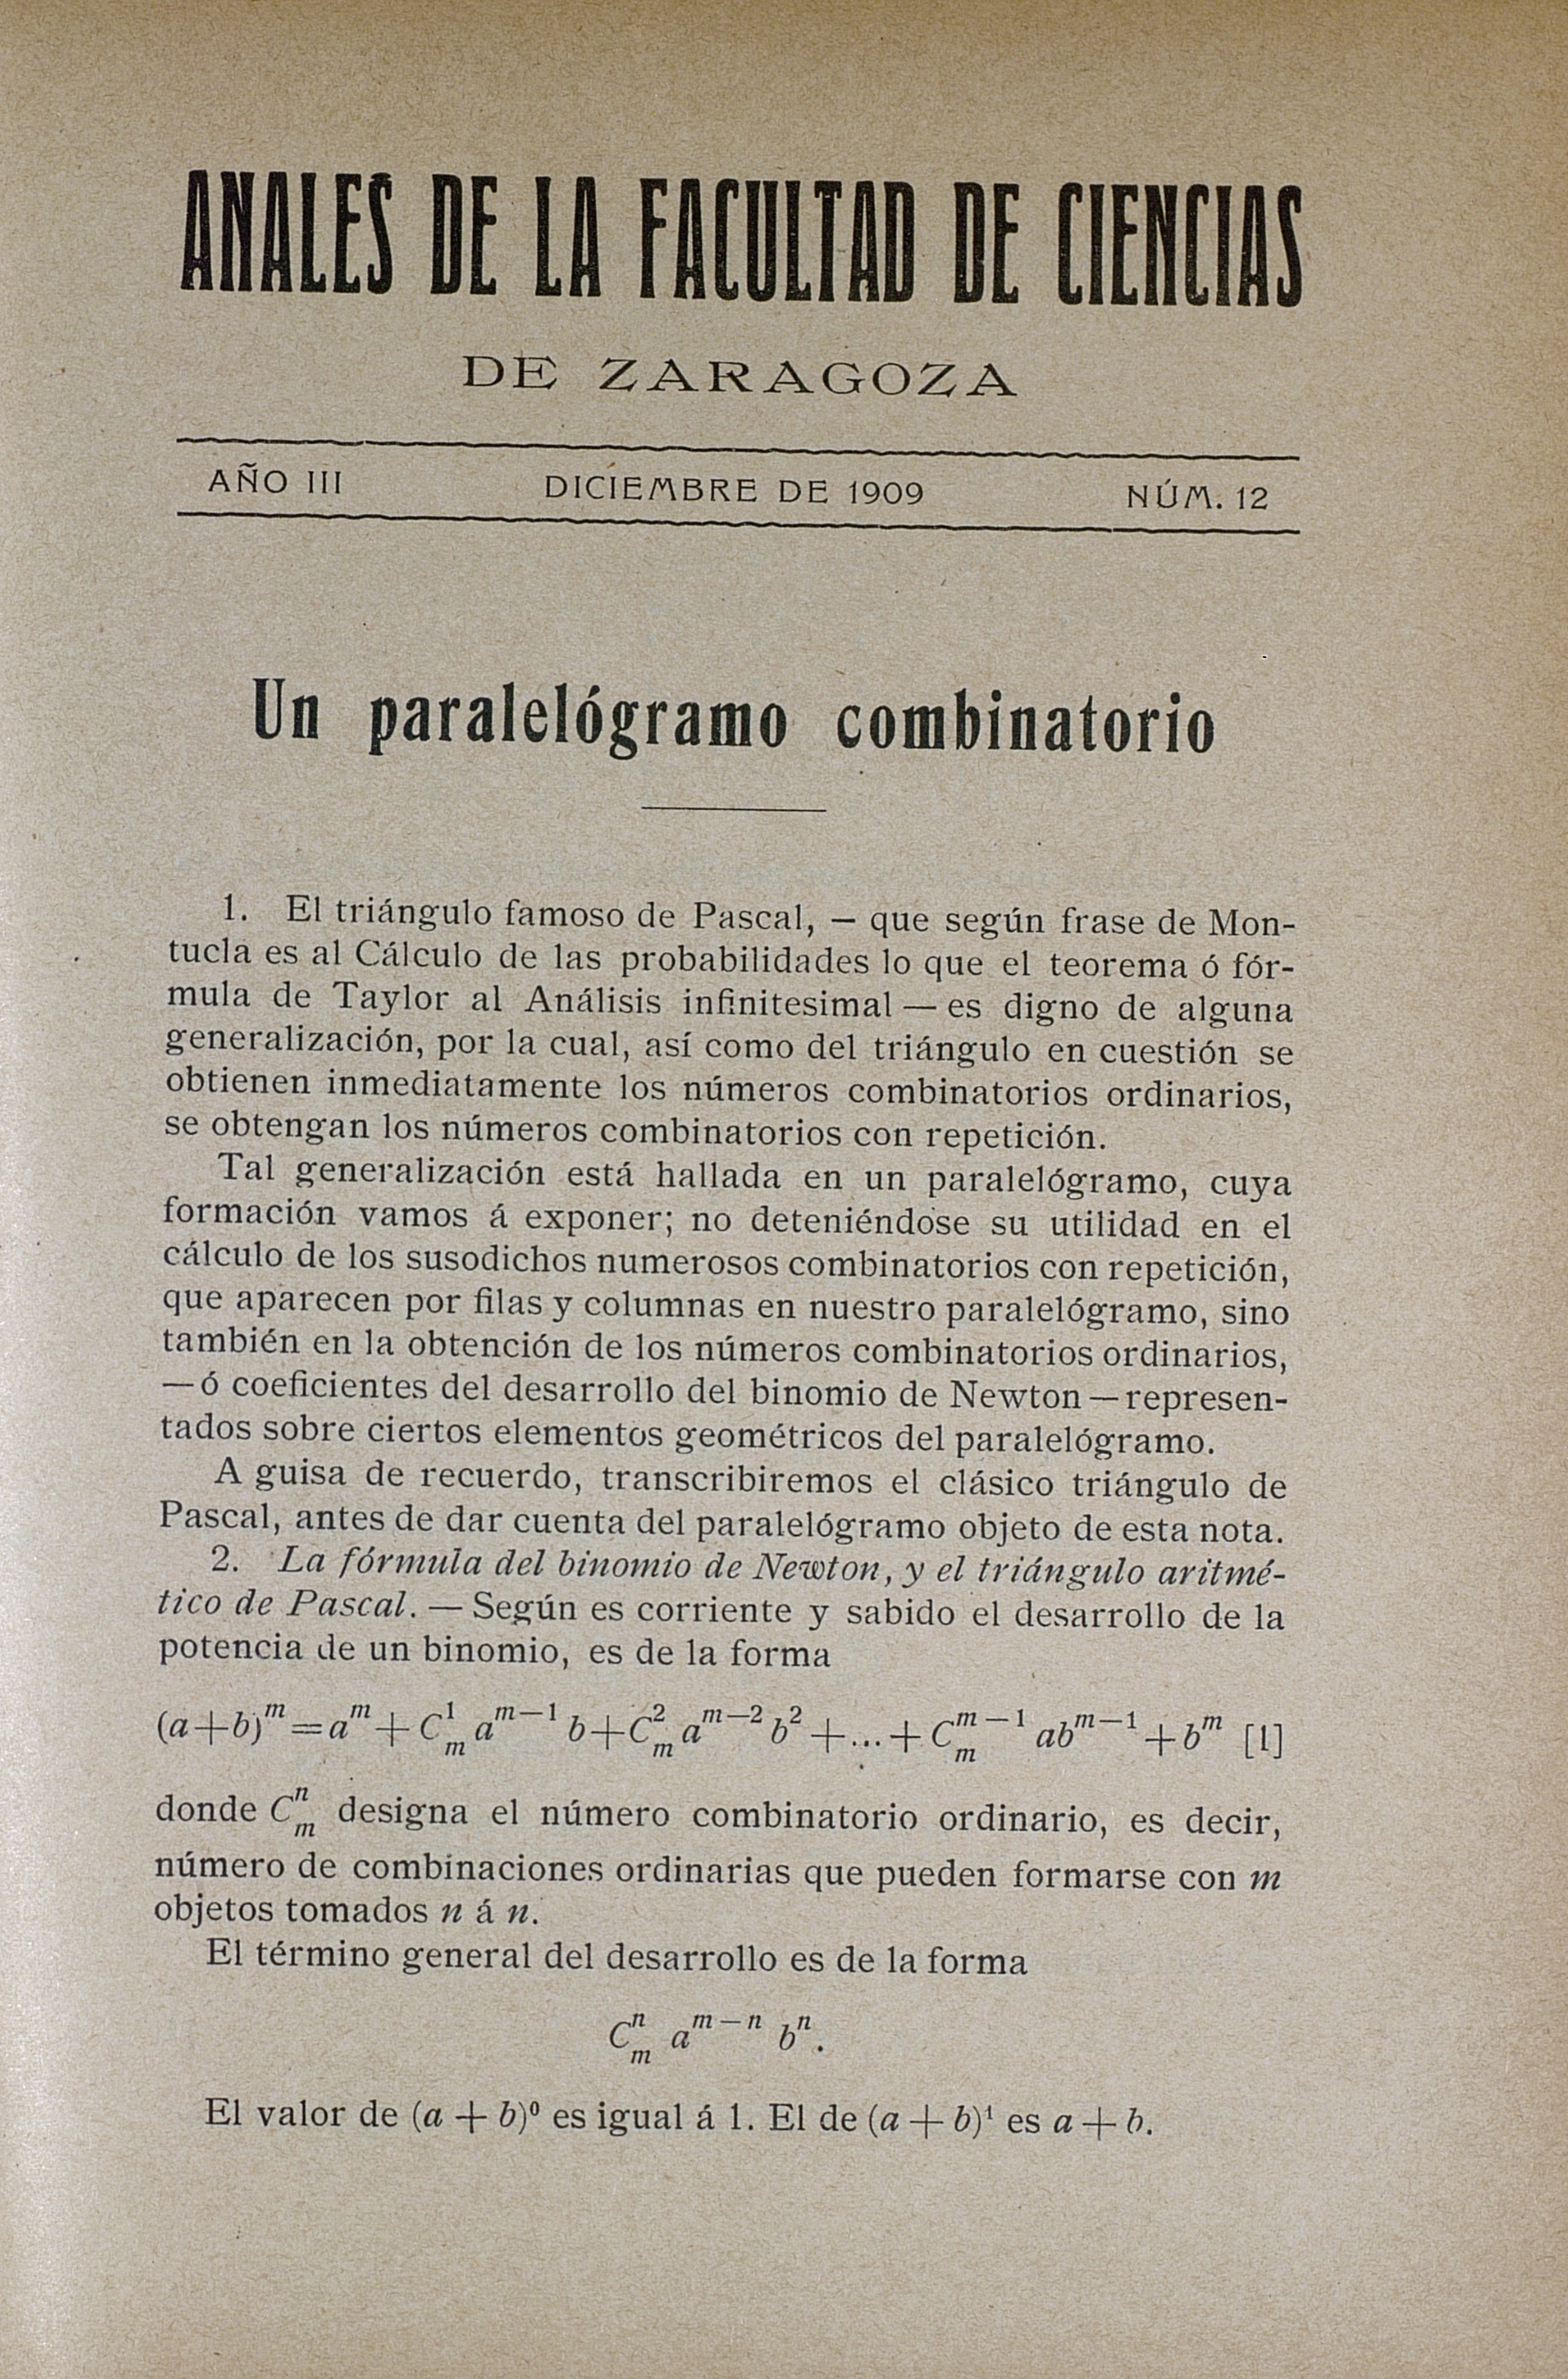 ANALES DE LA FACULTAD DE CIENCIAS
DE ZARAGOZA
AÑO III DICIEMBRE DE 1909 NÚM. 12
Un paralelógramo combinatorio
1. El triángulo famoso de Pascal, — que según frase de Mon-
tucla es al Cálculo de las probabilidades lo que el teorema ó fór-
mula de Taylor al Análisis infinitesimal — es digno de alguna
generalización, por la cual, así como del triángulo en cuestión se
obtienen inmediatamente los números combinatorios ordinarios,
se obtengan los números combinatorios con repetición.
Tal generalización está hallada en un paralelógramo, cuya
formación vamos á exponer; no deteniéndose su utilidad en el
cálculo de los susodichos numerosos combinatorios con repetición,
que aparecen por filas y columnas en nuestro paralelógramo, sino
también en la obtención de los números combinatorios ordinarios,
— ó coeficientes del desarrollo del binomio de Newton — represen-
tados sobre ciertos elementos geométricos del paralelógramo.
A guisa de recuerdo, transcribiremos el clásico triángulo de
Pascal, antes de dar cuenta del paralelógramo objeto de esta nota.
2. La fórmula del binomio de Newton, y el triángulo aritmé-
tico de Pascal. — Según es corriente y sabido el desarrollo de la
potencia de un binomio, es de la forma
$(a+b)^m = a^m + C_m^1 a^{m-1} b + C_m^2 a^{m-2} b^2 + ... + C_m^{m-1} ab^{m-1} + b^m$ [1]
donde $C_m^n$ designa el número combinatorio ordinario, es decir,
número de combinaciones ordinarias que pueden formarse con m
objetos tomados n á n.
El término general del desarrollo es de la forma
$C_m^n a^{m-n} b^n$.
El valor de $(a + b)^0$ es igual á 1. El de $(a + b)^1$ es a + b.